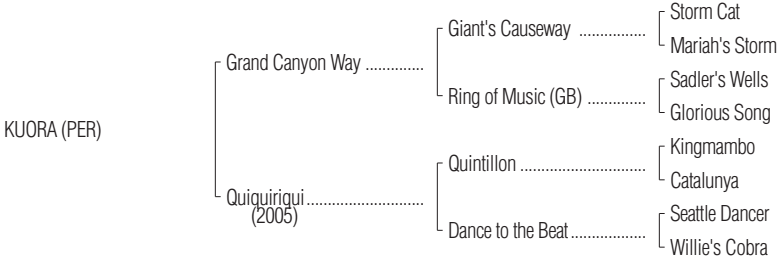 Storm Cat
Giant's Causeway ................
Mariah's Storm
Grand Canyon Way ..............
Sadler's Wells
Ring of Music (GB) ..............
Glorious Song
KUORA (PER)
Kingmambo
Quintillon ..............................
Catalunya
Quiquiriqui ............................
(2005)
Seattle Dancer
Dance to the Beat ..................
Willie's Cobra